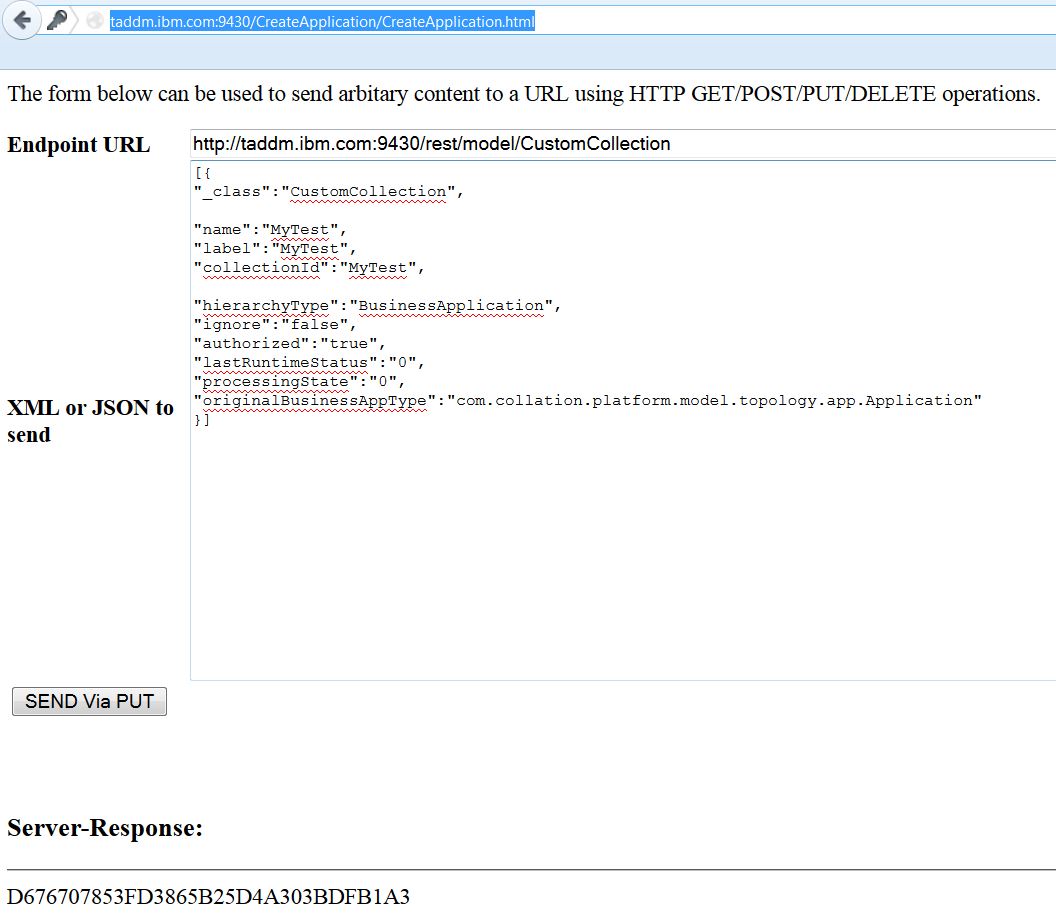 taddm.ibm.com:9430/CreateApplication/CreateApplication.html
The form below can be used to send arbitary content to a URL using HTTP GET/POST/PUT/DELETE operations.
Endpoint URL
http://taddm.ibm.com:9430/rest/model/CustomCollection
XML or JSON to
send
[{
"_class":"CustomCollection",
"name":"MyTest",
"label":"MyTest",
"collectionId":"MyTest",
"hierarchyType":"BusinessApplication",
"ignore":"false",
"authorized":"true",
"lastRuntimeStatus":"0",
"processingState":"0",
"originalBusinessAppType":"com.collation.platform.model.topology.app.Application"
}]
SEND Via PUT
Server-Response:
D676707853FD3865B25D4A303BDFB1A3